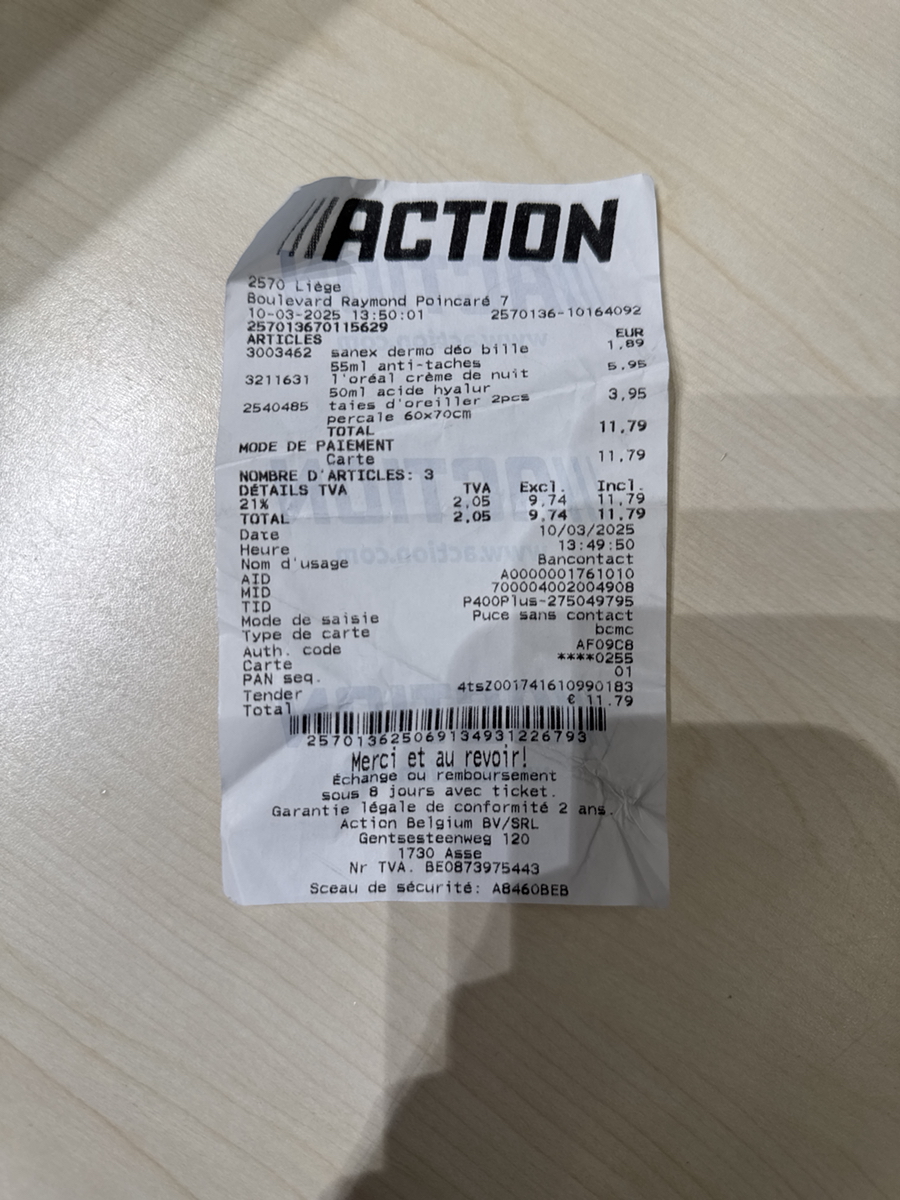 ACTION
2570 Liège
Boulevard Raymond Poincaré 7
10-03-2025 13:50:01 2570136-10164092
257013670115629
ARTICLES EUR
3003462 sanex dermo déo bille 1,89
55ml anti-taches
3211631 l'oréal crème de nuit 5,95
50ml acide hyalur
2540485 taies d'oreiller 2pcs 3,95
percale 60x70cm
TOTAL 11,79
MODE DE PAIEMENT
Carte 11,79
NOMBRE D'ARTICLES: 3
DÉTAILS TVA TVA Excl. Incl.
21% 2,05 9,74 11,79
TOTAL 2,05 9,74 11,79
Date 10/03/2025
Heure 13:49:50
Nom d'usage Bancontact
AID A0000001761010
MID 700004002004908
TID P400Plus-275049795
Mode de saisie Puce sans contact
Type de carte bcmc
Auth. code AF09C8
Carte ****0255
PAN seq. 01
Tender 4tsZ001741610990183
Total € 11.79
257013625069134931226793
Merci et au revoir!
Échange ou remboursement
sous 8 jours avec ticket.
Garantie légale de conformité 2 ans.
Action Belgium BV/SRL
Gentsesteenweg 120
1730 Asse
Nr TVA. BE0873975443
Sceau de sécurité: A8460BEB